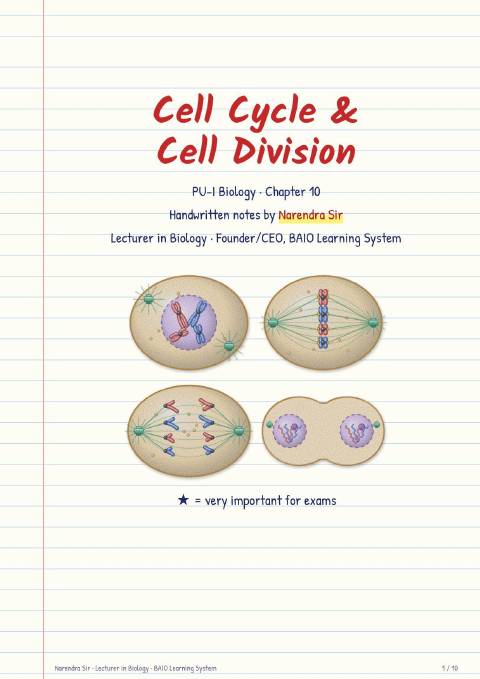 Cell Cycle &
Cell Division
PU-I Biology · Chapter 10
Handwritten notes by Narendra Sir
Lecturer in Biology · Founder/CEO, BAIO Learning System
★ = very important for exams
Narendra Sir · Lecturer in Biology · BAIO Learning System
1 / 10